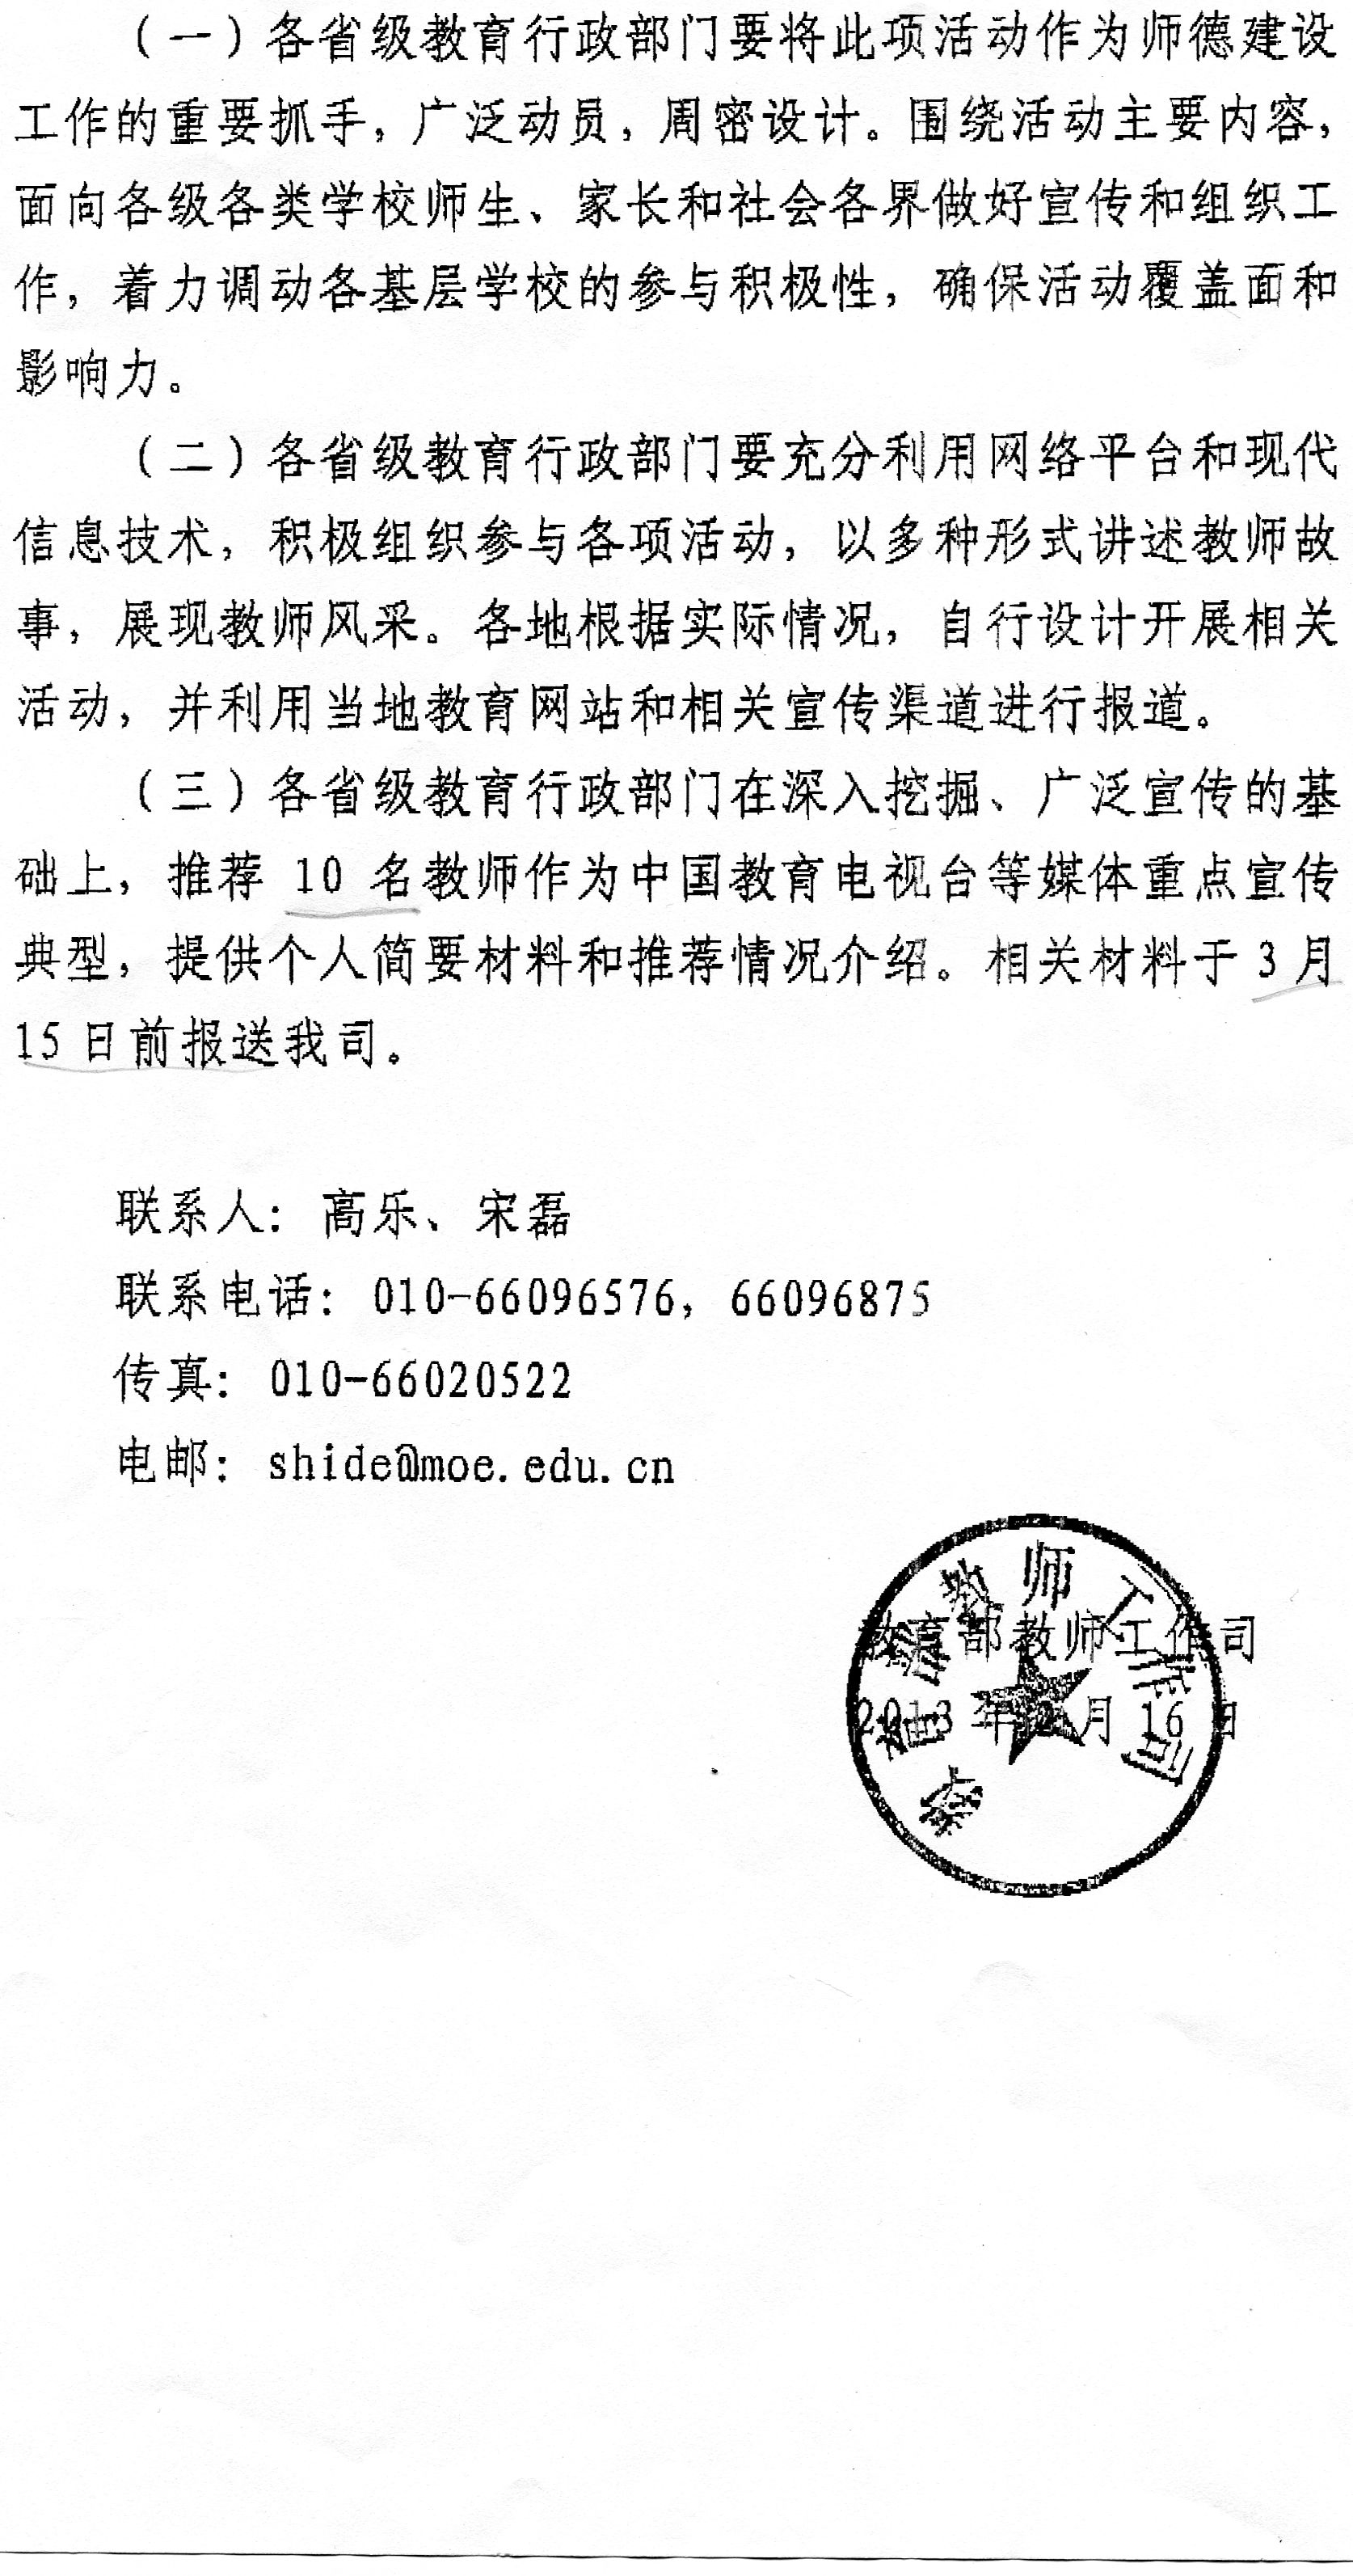 （一）各省级教育行政部门要将此项活动作为师德建设
工作的重要抓手，广泛动员，周密设计。围绕活动主要内容，
面向各级各类学校师生、家长和社会各界做好宣传和组织工
作，着力调动各基层学校的参与积极性，确保活动覆盖面和
影响力。
（二）各省级教育行政部门要充分利用网络平台和现代
信息技术，积极组织参与各项活动，以多种形式讲述教师故
事，展现教师风采。各地根据实际情况，自行设计开展相关
活动，并利用当地教育网站和相关宣传渠道进行报道。
（三）各省级教育行政部门在深入挖掘、广泛宣传的基
础上，推荐 10 名教师作为中国教育电视台等媒体重点宣传
典型，提供个人简要材料和推荐情况介绍。相关材料于 3 月
15 日前报送我司。
联系人：高乐、宋磊
联系电话：010-66096576，66096875
传真：010-66020522
电邮：shide@moe.edu.cn
教育部教师工作司
教育部教师工作司
2013 年 月 16 日